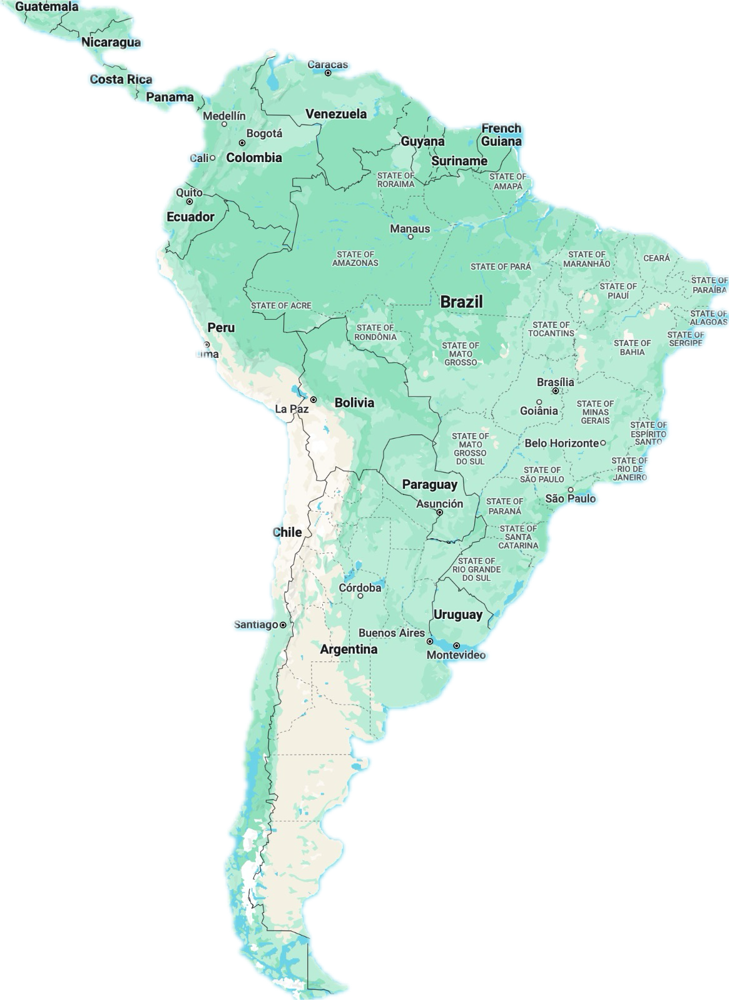 Guatemala
Nicaragua
Costa Rica
Panama
Caracas
Venezuela
Medellín
Bogotá
Cali
Colombia
French
Guiana
Guyana
Suriname
STATE OF
RORAIMA
STATE OF
AMAPÁ
Quito
Ecuador
Manaus
STATE OF
AMAZONAS
STATE OF PARÁ
STATE OF
MARANHÃO
CEARÁ
STATE OF
PIAUÍ
STATE OF
PARAÍBA
STATE OF ACRE
Brazil
STATE OF
ALAGOAS
Peru
STATE OF
RONDÔNIA
STATE OF
TOCANTINS
STATE OF
SERGIPE
STATE OF
MATO
GROSSO
STATE OF
BAHIA
ima
Brasília
La Paz
Bolivia
Goiânia
STATE OF
MINAS
GERAIS
STATE OF
ESPÍRITO
SANTO
STATE OF
MATO
GROSSO
DO SUL
Belo Horizonte
STATE OF
RIO DE
JANEIRO
STATE OF
SÃO PAULO
Paraguay
Asunción
São Paulo
STATE OF
PARANÁ
Chile
STATE OF
SANTA
CATARINA
STATE OF
RIO GRANDE
DO SUL
Córdoba
Uruguay
Santiago
Buenos Aires
Argentina
Montevideo